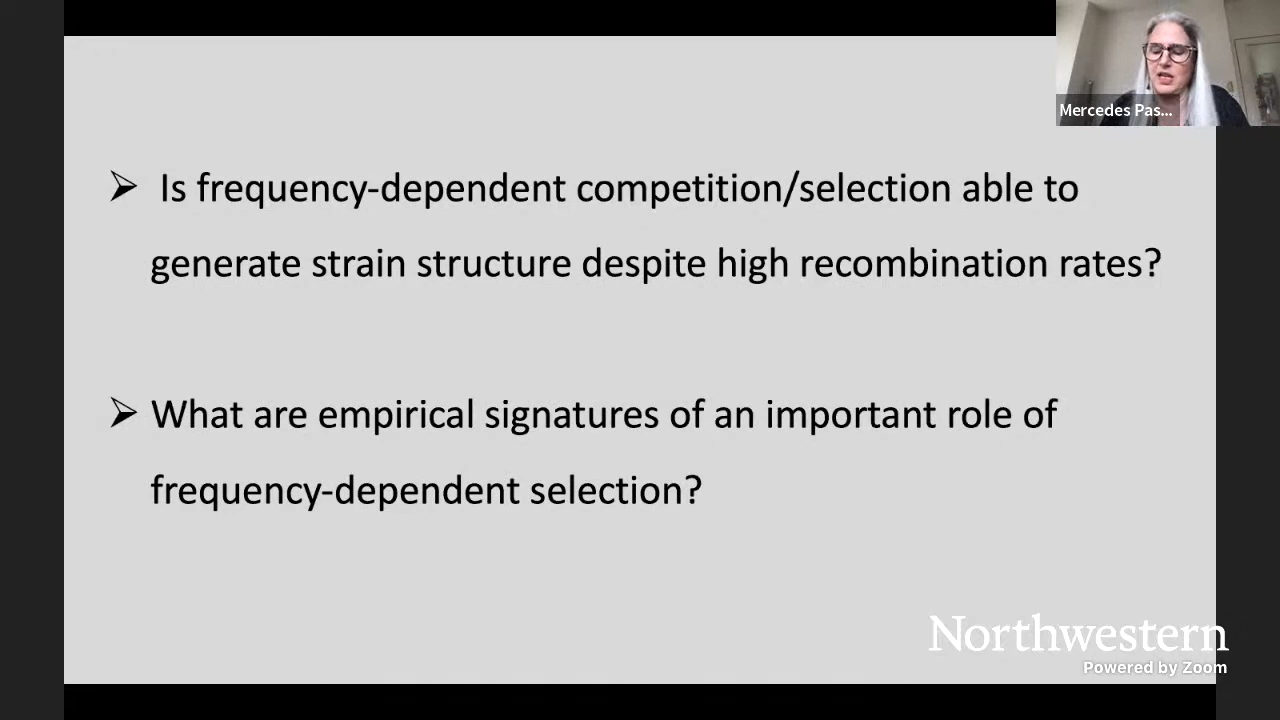 Mercedes Pas...
➢ Is frequency-dependent competition/selection able to
generate strain structure despite high recombination rates?
➢ What are empirical signatures of an important role of
frequency-dependent selection?
Northwestern
Powered by Zoom